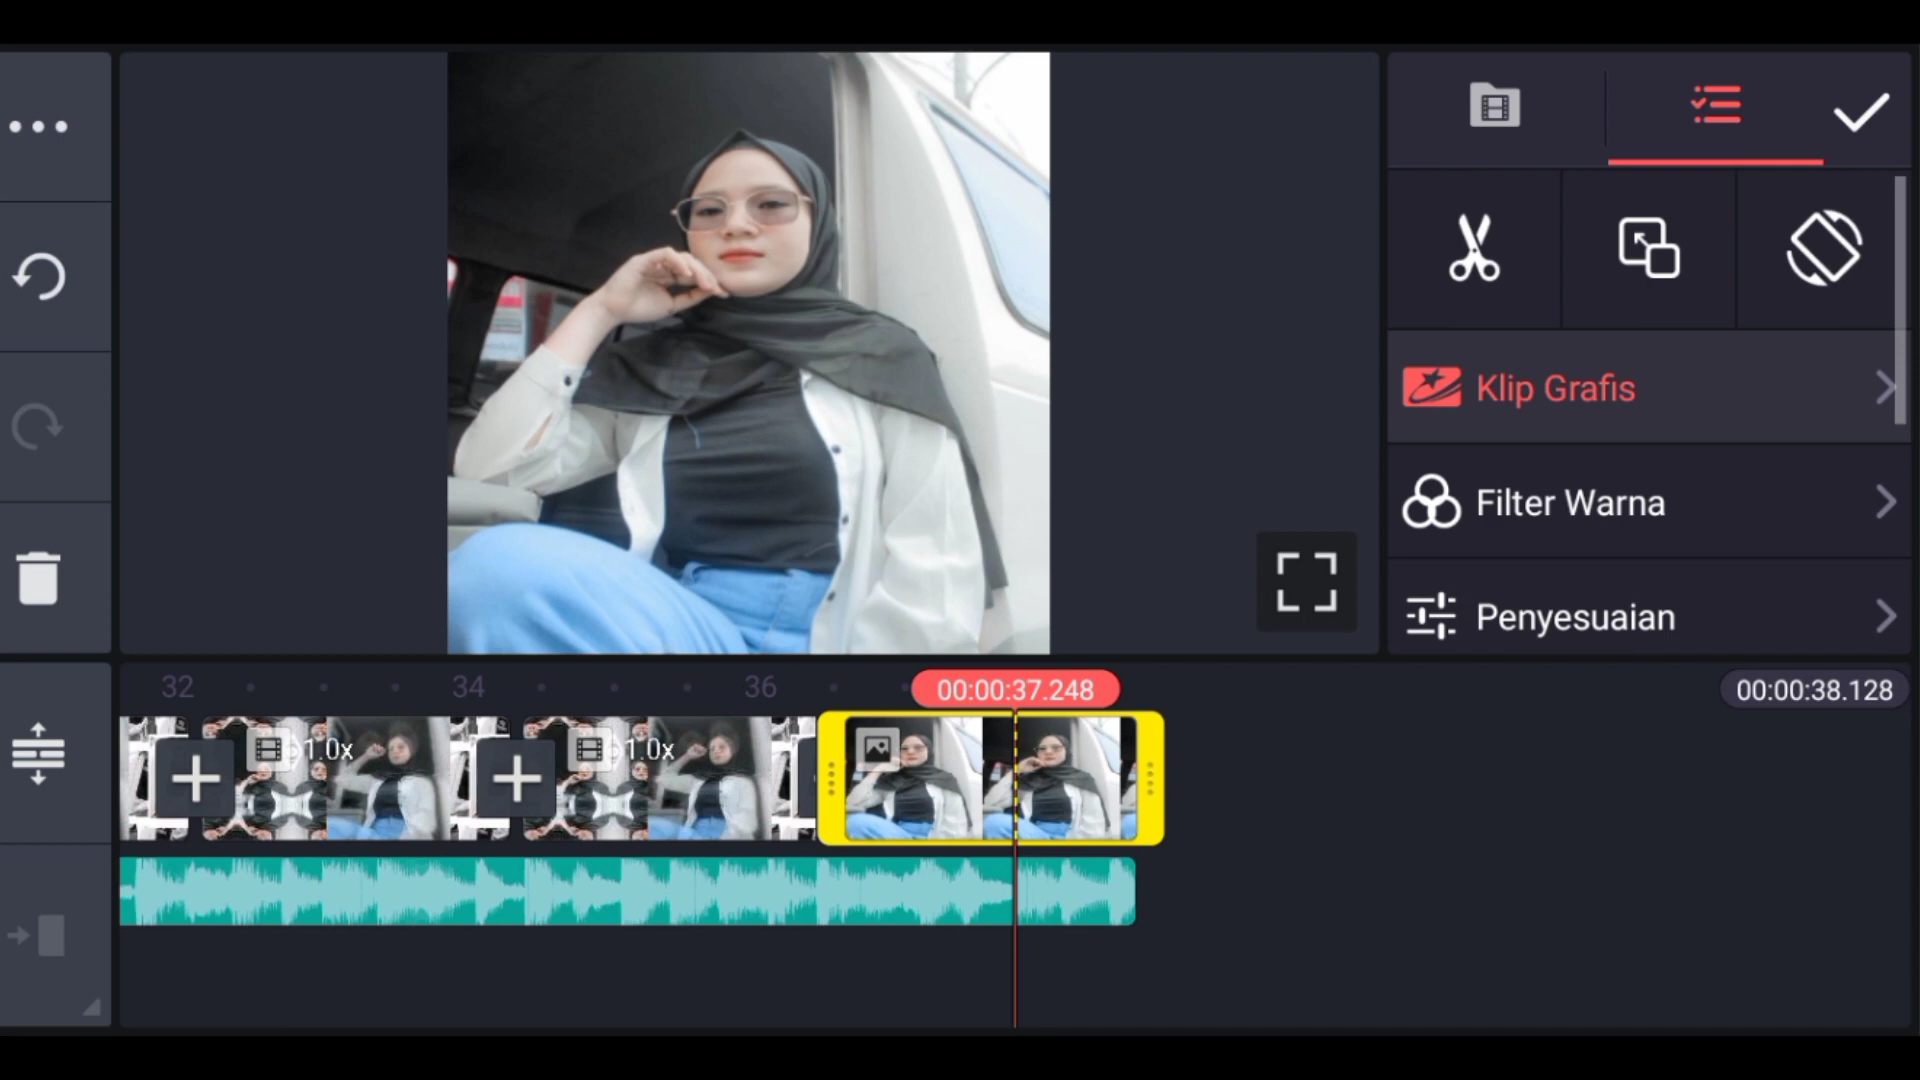 Klip Grafis
Filter Warna
Penyesuaian
32
34
36
00:00:37.248
00:00:38.128
1.0x
1.0x